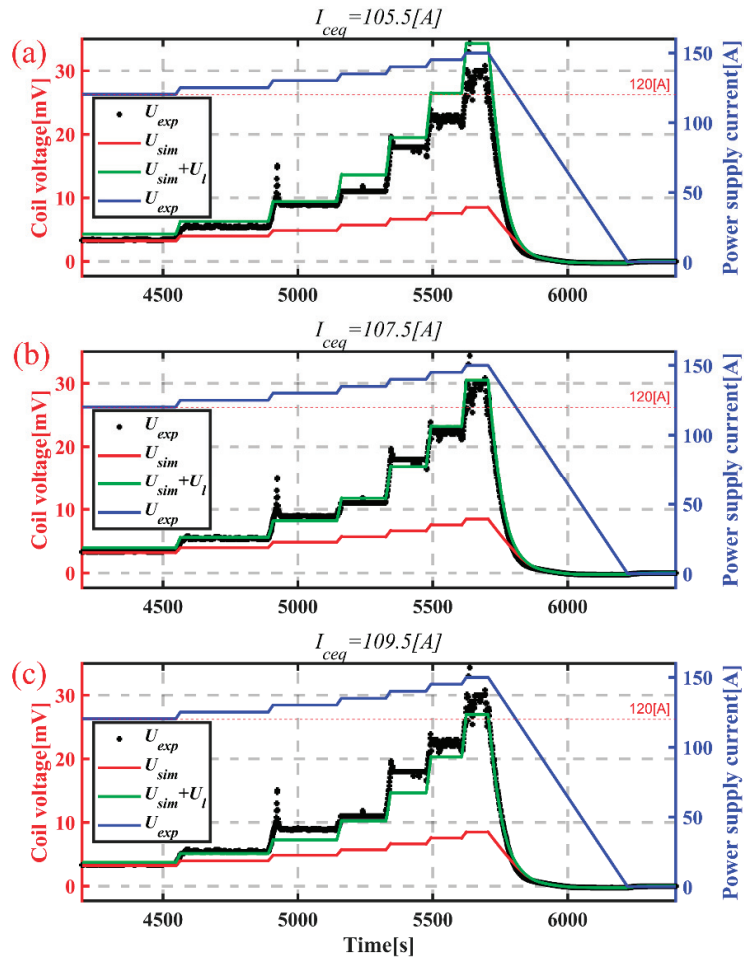 I_ceq=105.5[A]
(a)
Coil voltage[mV]
30
20
10
0
U_exp
U_sim
U_sim+U_l
U_exp
120[A]
150
100
50
0
Power supply current[A]
4500 5000 5500 6000
I_ceq=107.5[A]
(b)
Coil voltage[mV]
30
20
10
0
U_exp
U_sim
U_sim+U_l
U_exp
120[A]
150
100
50
0
Power supply current[A]
4500 5000 5500 6000
I_ceq=109.5[A]
(c)
Coil voltage[mV]
30
20
10
0
U_exp
U_sim
U_sim+U_l
U_exp
120[A]
150
100
50
0
Power supply current[A]
4500 5000 5500 6000
Time[s]